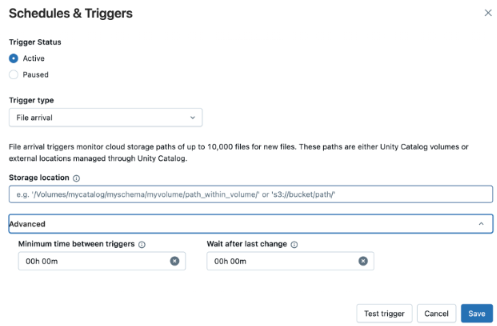 Schedules & Triggers
Trigger Status
Active
Paused
Trigger type
File arrival
File arrival triggers monitor cloud storage paths of up to 10,000 files for new files. These paths are either Unity Catalog volumes or
external locations managed through Unity Catalog.
Storage location
e.g. '/Volumes/mycatalog/myschema/myvolume/path_within_volume/' or 's3://bucket/path/'
Advanced
Minimum time between triggers
Wait after last change
00h 00m
00h 00m
Test trigger
Cancel
Save